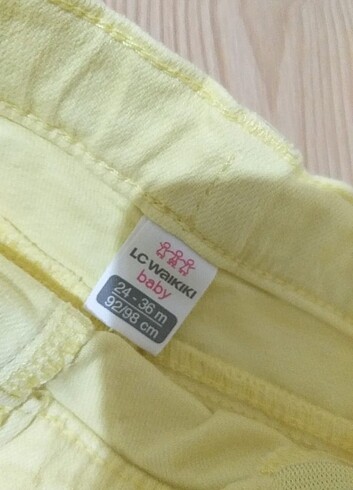 LC WAIKIKI
baby
24 - 36 m
92/98 cm